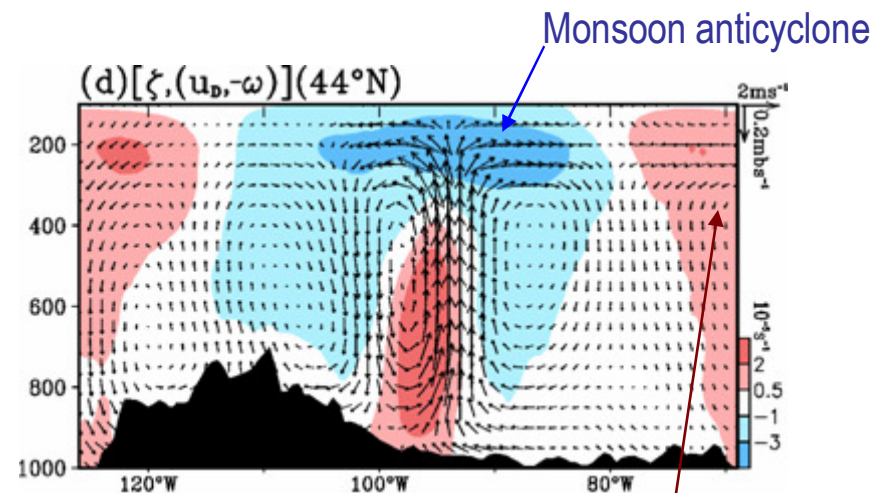 Monsoon anticyclone
(d)[ζ,(u_D,-ω)](44°N)
2ms⁻¹
0.2mbs⁻¹
200
400
600
800
1000
10⁻⁵s⁻¹
2
0.5
−1
−3
120°W
100°W
80°W